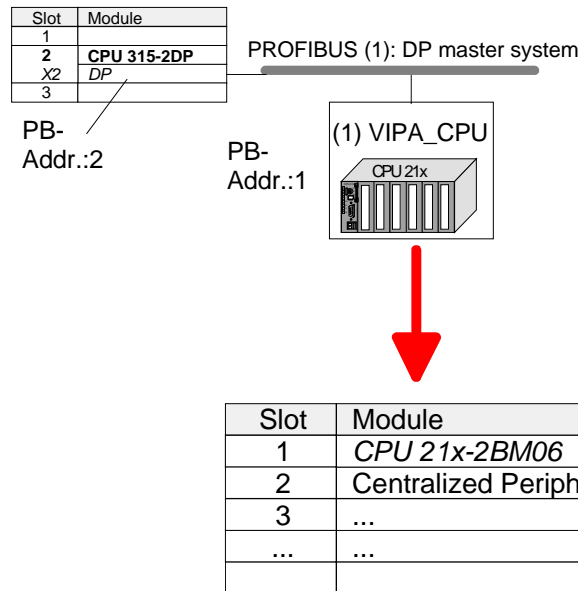 Slot Module
1
2 CPU 315-2DP
X2 DP
3
PROFIBUS (1): DP master system
PB-
Addr.:2
PB-
Addr.:1
(1) VIPA_CPU
CPU 21x
Slot Module
1 CPU 21x-2BM06
2 Centralized Periph
3 ...
... ...